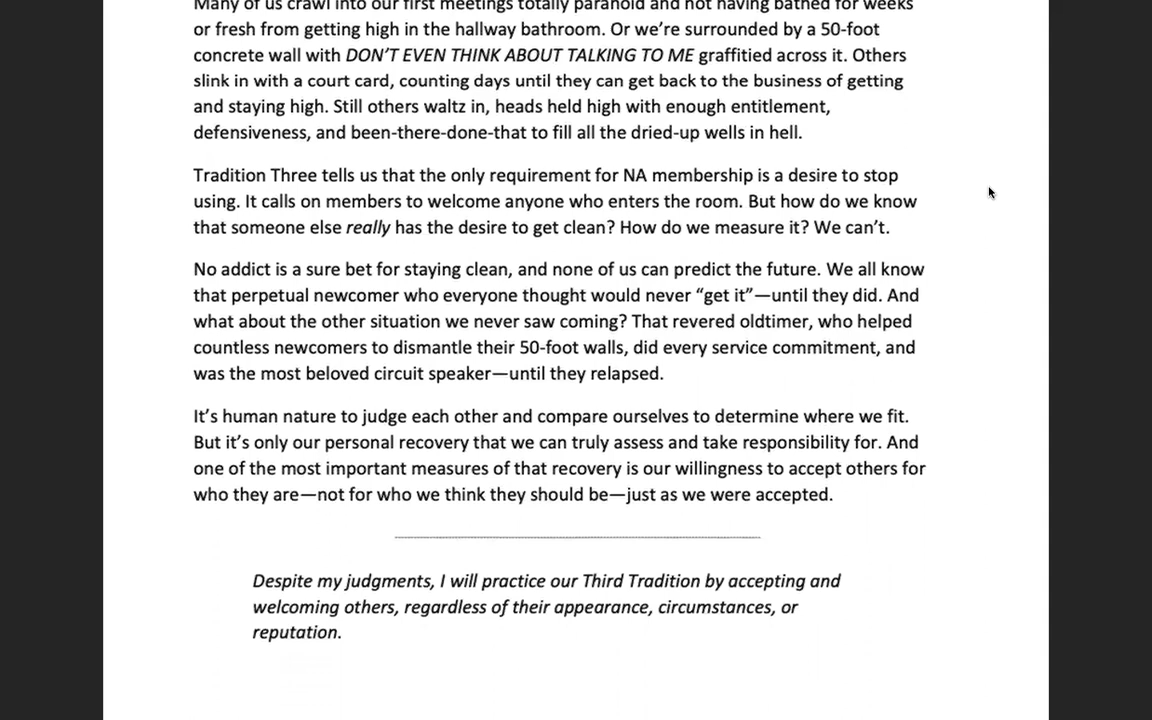 Many of us crawl into our first meetings totally paranoid and not having bathed for weeks
or fresh from getting high in the hallway bathroom. Or we’re surrounded by a 50-foot
concrete wall with DON’T EVEN THINK ABOUT TALKING TO ME graffitied across it. Others
slink in with a court card, counting days until they can get back to the business of getting
and staying high. Still others waltz in, heads held high with enough entitlement,
defensiveness, and been-there-done-that to fill all the dried-up wells in hell.
Tradition Three tells us that the only requirement for NA membership is a desire to stop
using. It calls on members to welcome anyone who enters the room. But how do we know
that someone else really has the desire to get clean? How do we measure it? We can’t.
No addict is a sure bet for staying clean, and none of us can predict the future. We all know
that perpetual newcomer who everyone thought would never “get it”—until they did. And
what about the other situation we never saw coming? That revered oldtimer, who helped
countless newcomers to dismantle their 50-foot walls, did every service commitment, and
was the most beloved circuit speaker—until they relapsed.
It’s human nature to judge each other and compare ourselves to determine where we fit.
But it’s only our personal recovery that we can truly assess and take responsibility for. And
one of the most important measures of that recovery is our willingness to accept others for
who they are—not for who we think they should be—just as we were accepted.
Despite my judgments, I will practice our Third Tradition by accepting and
welcoming others, regardless of their appearance, circumstances, or
reputation.